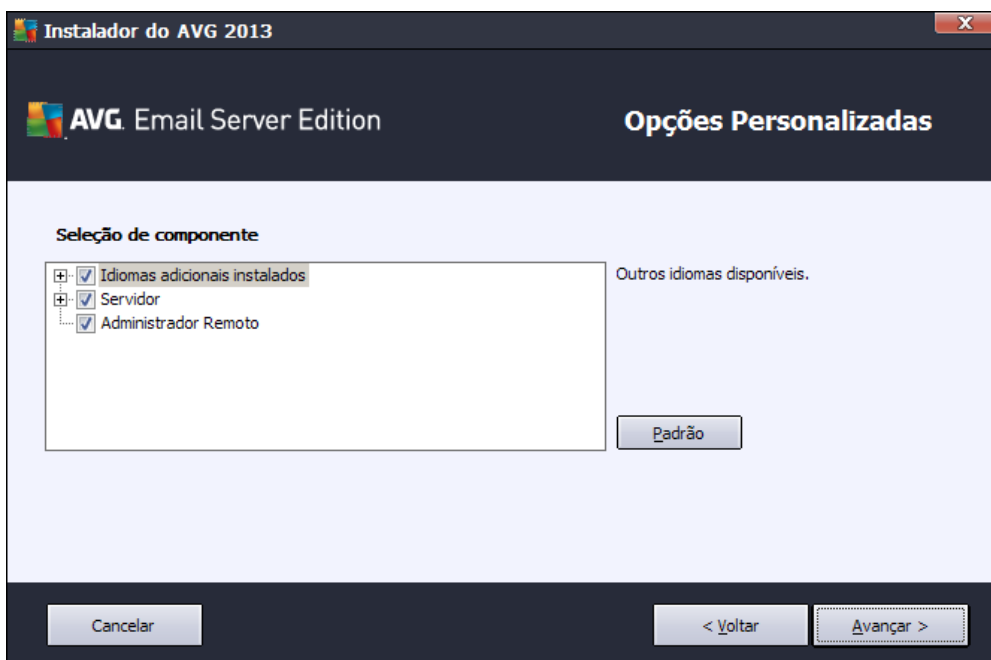 Instalador do AVG 2013
X
AVG. Email Server Edition
Opções Personalizadas
Seleção de componente
Idiomas adicionais instalados
Servidor
Administrador Remoto
Outros idiomas disponíveis.
Padrão
Cancelar
< Voltar
Avançar >